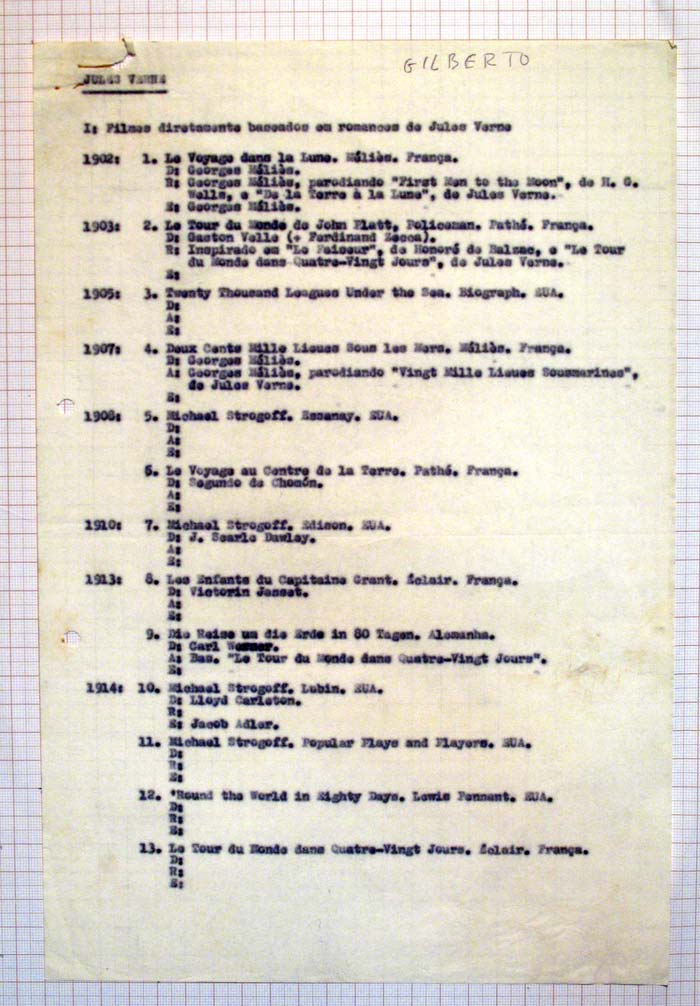 GILBERTO
JULES VERNE
I: Filmes diretamente baseados em romances de Jules Verne
1902: 1. Le Voyage dans la Lune. Méliès. França.
D: Georges Méliès.
R: Georges Méliès, parodiando "First Men to the Moon", de H. G.
Wells, e "De la Terre à la Lune", de Jules Verne.
E: Georges Méliès.
1903: 2. Le Tour du Monde de John Platt, Policeman. Pathé. França.
D: Gaston Velle (+ Ferdinand Zecca).
R: Inspirado em "Le Faiseur", de Honoré de Balzac, e "Le Tour
du Monde dans Quatre-Vingt Jours", de Jules Verne.
E:
1905: 3. Twenty Thousand Leagues Under the Sea. Biograph. EUA.
D:
A:
E:
1907: 4. Deux Cents Mille Lieues Sous les Mers. Méliès. França.
D: Georges Méliès.
A: Georges Méliès, parodiando "Vingt Mille Lieues Sousmarines",
de Jules Verne.
E:
1908: 5. Michael Strogoff. Essanay. EUA.
D:
A:
E:
6. Le Voyage au Centre de la Terre. Pathé. França.
D: Segundo de Chomón.
A:
E:
1910: 7. Michael Strogoff. Edison. EUA.
D: J. Searle Dawley.
A:
E:
1913: 8. Les Enfants du Capitaine Grant. Éclair. França.
D: Victorin Jasset.
A:
E:
9. Die Reise um die Erde in 80 Tagen. Alemanha.
D: Carl Werner.
A: Bas. "Le Tour du Monde dans Quatre-Vingt Jours".
E:
1914: 10. Michael Strogoff. Lubin. EUA.
D: Lloyd Carleton.
R:
E: Jacob Adler.
11. Michael Strogoff. Popular Plays and Players. EUA.
D:
R:
E:
12. 'Round the World in Eighty Days. Lewis Pennant. EUA.
D:
R:
E:
13. Le Tour du Monde dans Quatre-Vingt Jours. Éclair. França.
D:
R:
E: